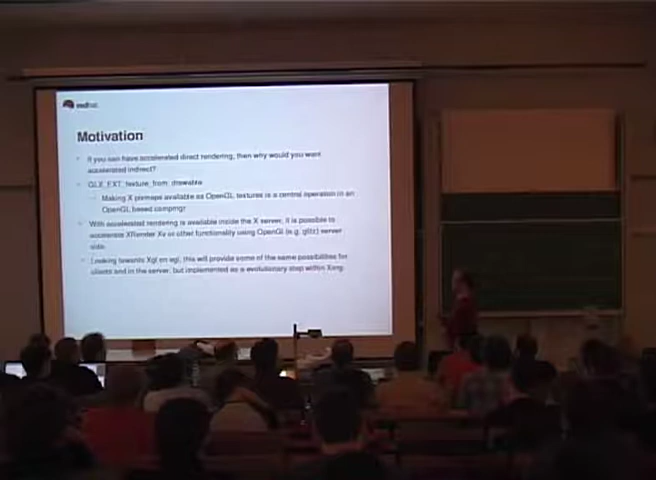 redhat
Motivation
If you can have accelerated direct rendering, then why would you want
accelerated indirect?
GLX_EXT_texture_from_drawable
Making X pixmaps available as OpenGL textures is a central operation in an
OpenGL based compmgr
With accelerated rendering is available inside the X server, it is possible to
accelerate XRender Xv or other functionality using OpenGl (e.g. glitz) server
side.
Looking towards Xgl on egl, this will provide some of the same possibilities for
clients and in the server, but implemented as a evolutionary step within Xorg.